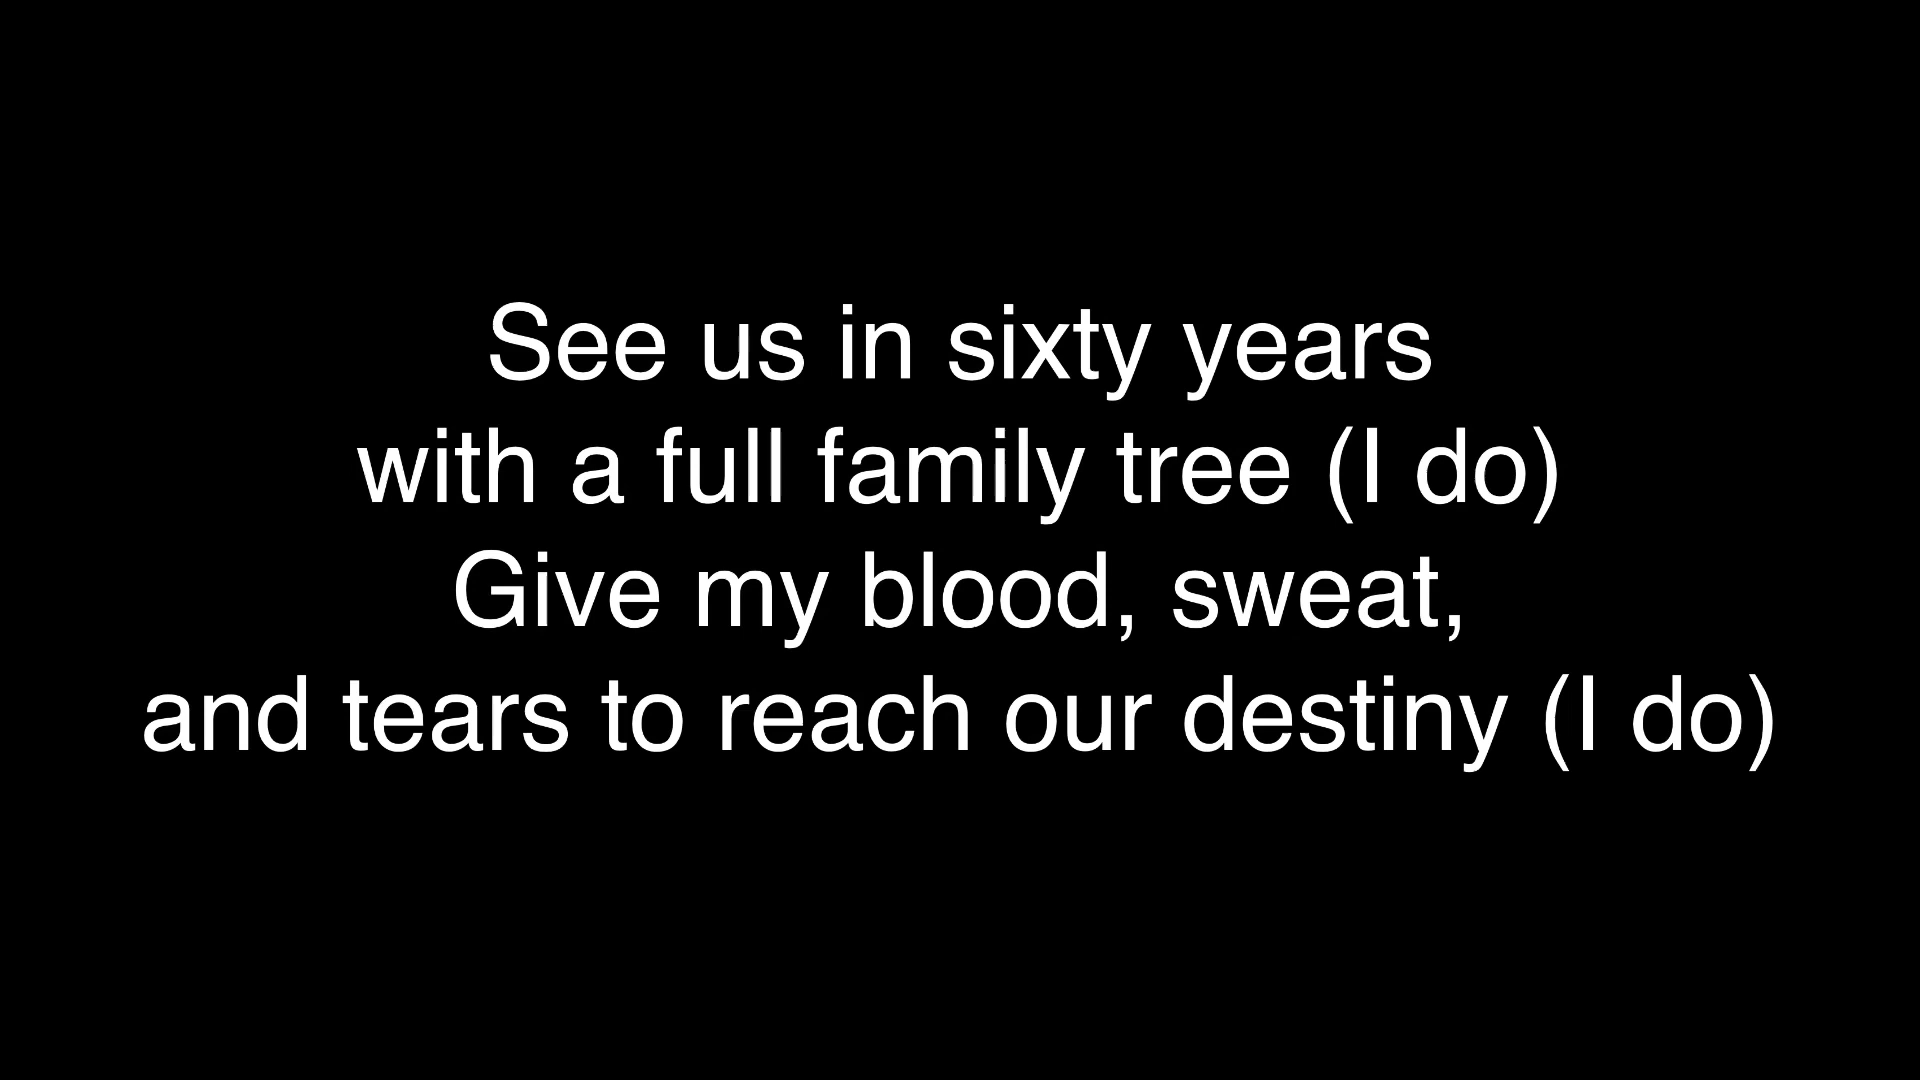 See us in sixty years
with a full family tree (I do)
Give my blood, sweat,
and tears to reach our destiny (I do)